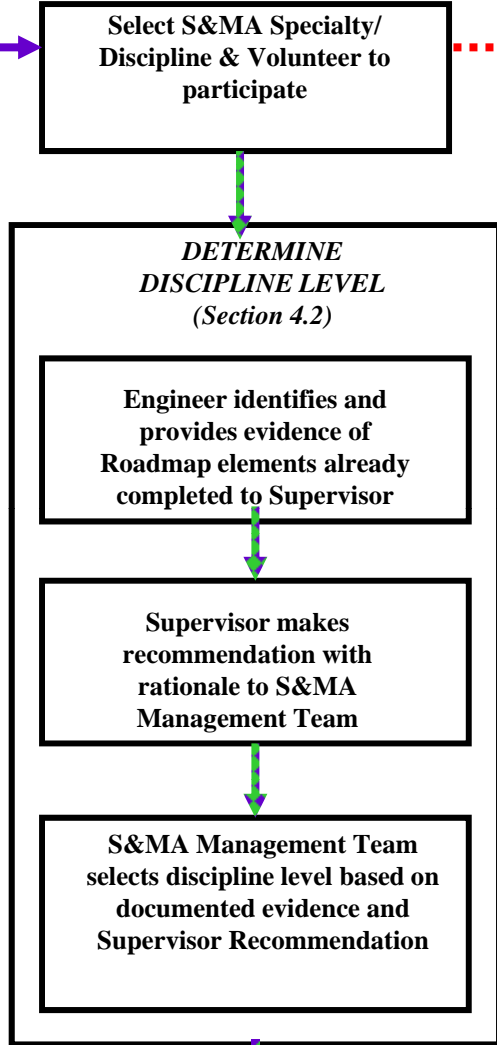 Select S&MA Specialty/
Discipline & Volunteer to
participate
DETERMINE
DISCIPLINE LEVEL
(Section 4.2)
Engineer identifies and
provides evidence of
Roadmap elements already
completed to Supervisor
Supervisor makes
recommendation with
rationale to S&MA
Management Team
S&MA Management Team
selects discipline level based on
documented evidence and
Supervisor Recommendation